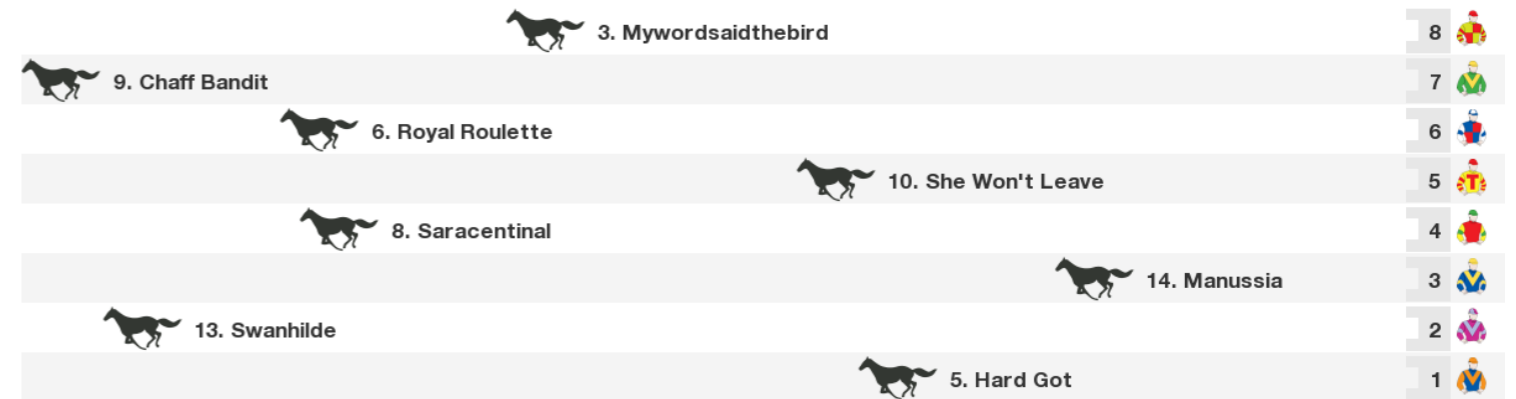 3. Mywordsaidthebird 8
9. Chaff Bandit 7
6. Royal Roulette 6
10. She Won't Leave 5 T
8. Saracentinal 4
14. Manussia 3
13. Swanhilde 2
5. Hard Got 1